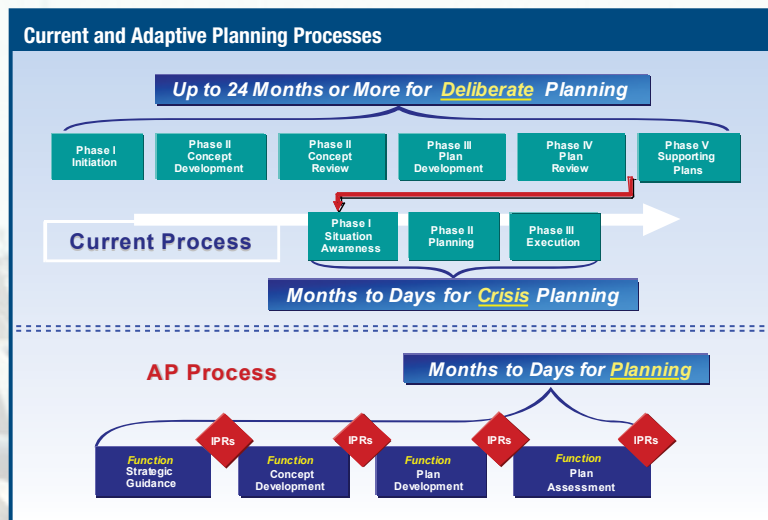 Current and Adaptive Planning Processes
Up to 24 Months or More for Deliberate Planning
Phase I
Initiation
Phase II
Concept
Development
Phase II
Concept
Review
Phase III
Plan
Development
Phase IV
Plan
Review
Phase V
Supporting
Plans
Current Process
Phase I
Situation
Awareness
Phase II
Planning
Phase III
Execution
Months to Days for Crisis Planning
AP Process
Months to Days for Planning
IPRs
IPRs
IPRs
IPRs
Function
Strategic
Guidance
Function
Concept
Development
Function
Plan
Development
Function
Plan
Assessment